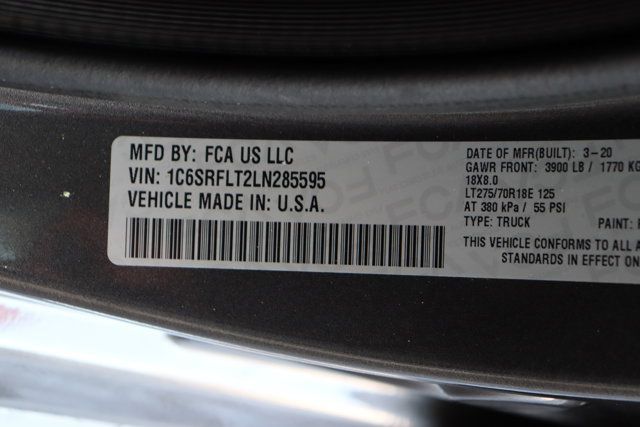 MFD BY: FCA US LLC
VIN: 1C6SRFLT2LN285595
VEHICLE MADE IN: U.S.A.
DATE OF MFR(BUILT): 3-20
GAWR FRONT: 3900 LB / 1770 KG
18X8.0
LT275/70R18E 125
AT 380 kPa / 55 PSI
TYPE: TRUCK PAINT:
THIS VEHICLE CONFORMS TO ALL
STANDARDS IN EFFECT ON